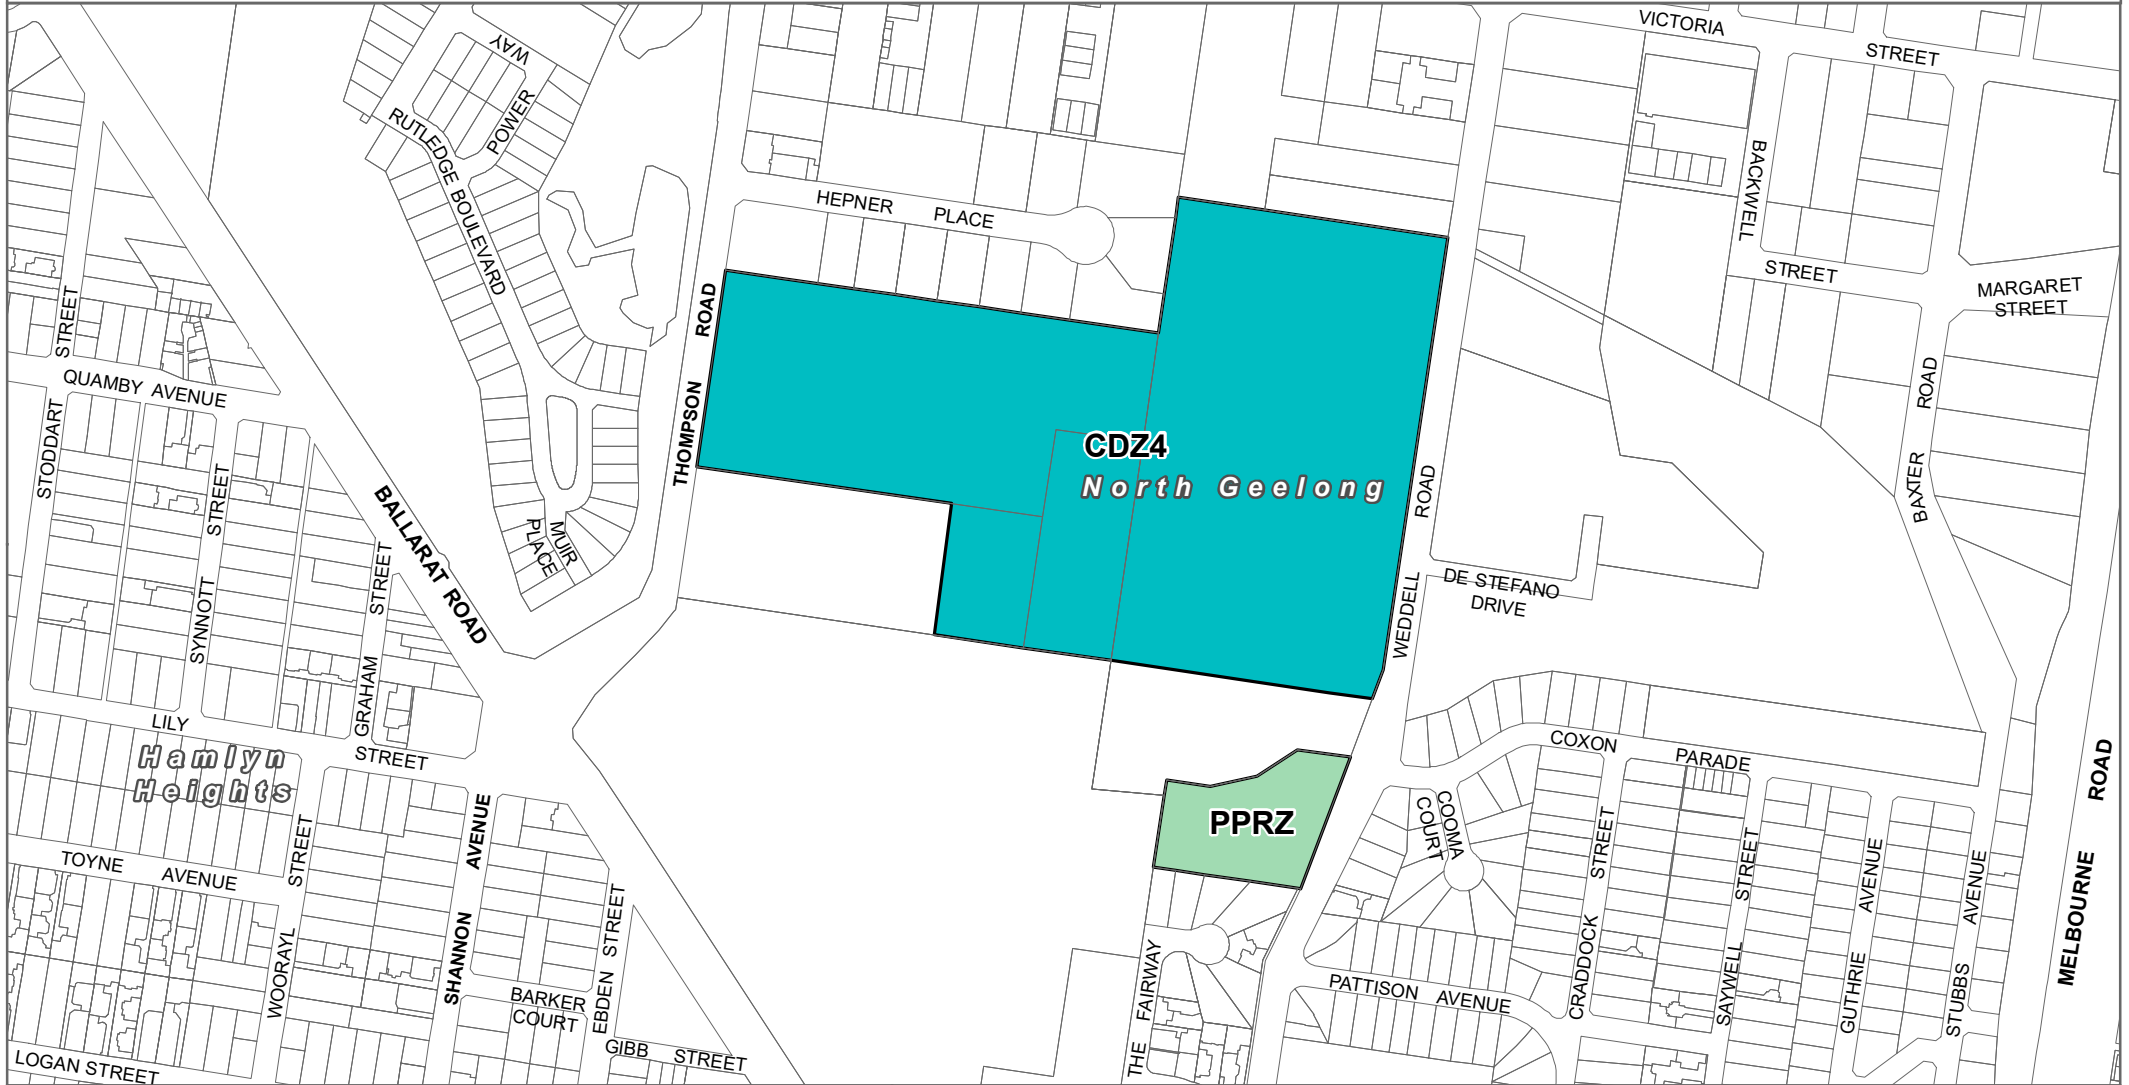 VICTORIA
STREET
WAY
POWER
RUTLEDGE BOULEVARD
BACKWELL
STREET
HEPNER PLACE
MARGARET
STREET
THOMPSON ROAD
STODDART STREET
QUAMBY AVENUE
BAXTER ROAD
CDZ4
North Geelong
SYNNOTT STREET
BALLARAT ROAD
MUIR
PLACE
WEDDELL ROAD
DE STEFANO
DRIVE
GRAHAM STREET
LILY
STREET
Hamlyn
Heights
COXON PARADE
MELBOURNE ROAD
PPRZ
COOMA
COURT
TOYNE AVENUE
WOORAYL STREET
SHANNON AVENUE
EBDEN STREET
CRADDOCK STREET
SAYWELL STREET
GUTHRIE AVENUE
STUBBS AVENUE
THE FAIRWAY
PATTISON AVENUE
BARKER
COURT
GIBB STREET
LOGAN STREET